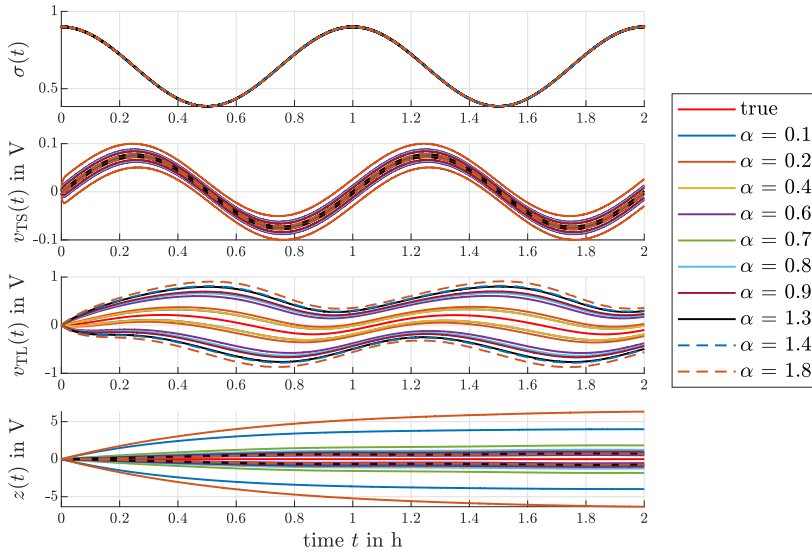 σ(t)
1
0.5
0 0.2 0.4 0.6 0.8 1 1.2 1.4 1.6 1.8 2
v_TS(t) in V
0.1
0
-0.1
0 0.2 0.4 0.6 0.8 1 1.2 1.4 1.6 1.8 2
v_TL(t) in V
1
0
-1
0 0.2 0.4 0.6 0.8 1 1.2 1.4 1.6 1.8 2
z(t) in V
5
0
-5
0 0.2 0.4 0.6 0.8 1 1.2 1.4 1.6 1.8 2
time t in h
true
α = 0.1
α = 0.2
α = 0.4
α = 0.6
α = 0.7
α = 0.8
α = 0.9
α = 1.3
α = 1.4
α = 1.8